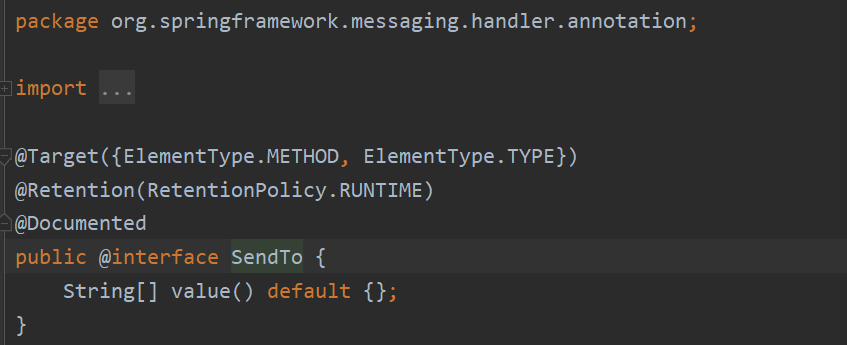 package org.springframework.messaging.handler.annotation;
import ...
@Target({ElementType.METHOD, ElementType.TYPE})
@Retention(RetentionPolicy.RUNTIME)
@Documented
public @interface SendTo {
    String[] value() default {};
}